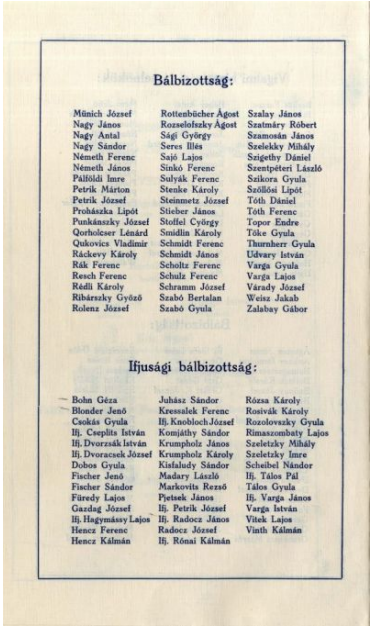 Bálbizottság:
Münich József
Nagy János
Nagy Antal
Nagy Sándor
Németh Ferenc
Németh János
Pálföldi Imre
Petrik Márton
Petrik József
Prohászka Lipót
Punkánszky József
Qorholcser Lénárd
Qukovics Vladimir
Ráckevy Károly
Rák Ferenc
Resch Ferenc
Rédli Károly
Ribárszky Győző
Rolenz József
Rottenbücher Ágost
Rozselofszky Ágost
Sági György
Seres Illés
Sajó Lajos
Sinkó Ferenc
Sulyák Ferenc
Stenke Károly
Steinmetz József
Stieber János
Stoffel György
Smidlin Károly
Schmidt Ferenc
Schmidt János
Scholtz Ferenc
Schulz Ferenc
Schramm József
Szabó Bertalan
Szabó Gyula
Szalay János
Szatmáry Róbert
Szamosán János
Szelekky Mihály
Szigethy Dániel
Szentpéteri László
Szikora Gyula
Szöllősi Lipót
Tóth Dániel
Tóth Ferenc
Topor Endre
Tőke Gyula
Thurnherr Gyula
Udvary István
Varga Gyula
Varga Lajos
Várady József
Weisz Jakab
Zalabay Gábor
Ifjusági bálbizottság:
Bohn Géza
Blonder Jenő
Csokás Gyula
Ifj. Cseplits István
Ifj. Dvorzsák István
Ifj. Dvoracsek József
Dobos Gyula
Fischer Jenő
Fischer Sándor
Füredy Lajos
Gazdag József
Ifj. Hagymássy Lajos
Hencz Ferenc
Hencz Kálmán
Juhász Sándor
Kressalek Ferenc
Ifj. Knobloch József
Komjáthy Sándor
Krumpholz János
Krumpholz Károly
Kisfaludy Sándor
Madary László
Markovits Rezső
Pjetsek János
Ifj. Petrik József
Ifj. Radocz János
Radocz József
Ifj. Rónai Kálmán
Rózsa Károly
Rosivák Károly
Rozolovszky Gyula
Rimaszombaty Lajos
Szeletzky Mihály
Szeletzky Imre
Scheibel Nándor
Ifj. Tálos Pál
Tálos Gyula
Ifj. Varga János
Varga István
Vitek Lajos
Vinth Kálmán